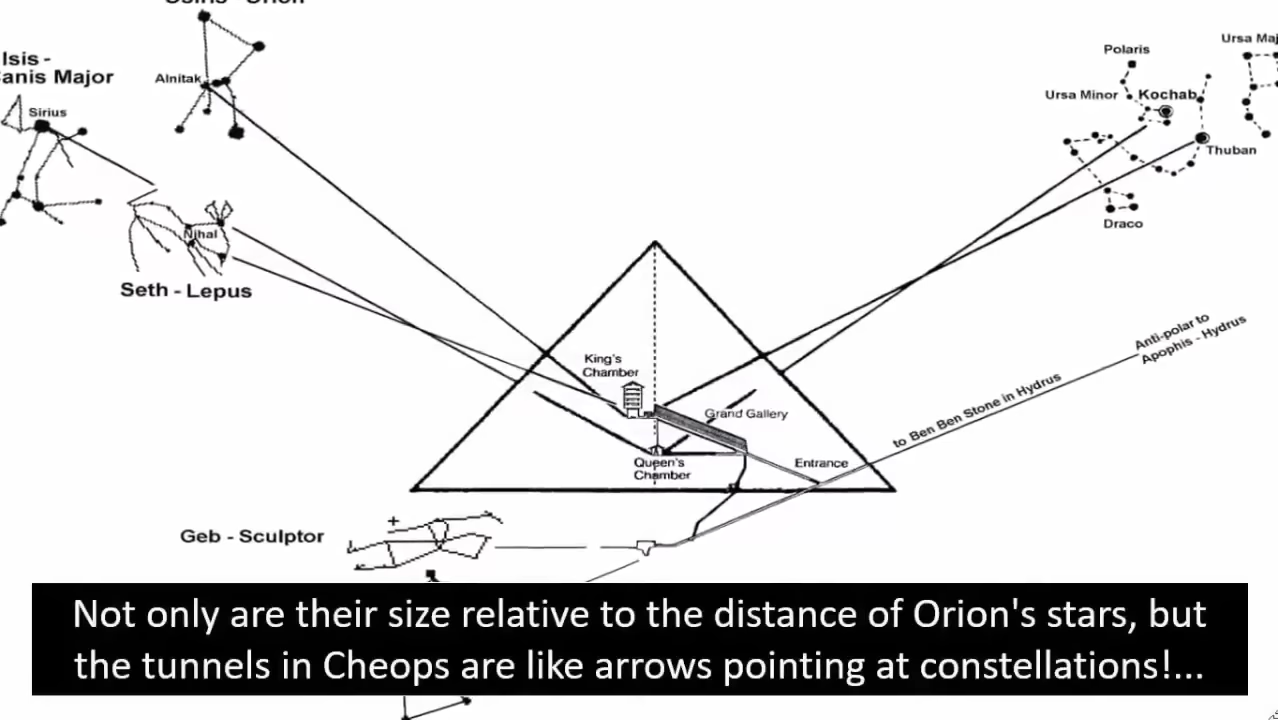 Osiris - Orion
Isis -
Canis Major
Sirius
Alnitak
Nihal
Seth - Lepus
Polaris
Ursa Maj
Ursa Minor
Kochab
Thuban
Draco
King's
Chamber
Grand Gallery
Queen's
Chamber
Entrance
to Ben Ben Stone in Hydrus
Anti-polar to
Apophis - Hydrus
Geb - Sculptor
Not only are their size relative to the distance of Orion's stars, but
the tunnels in Cheops are like arrows pointing at constellations!...